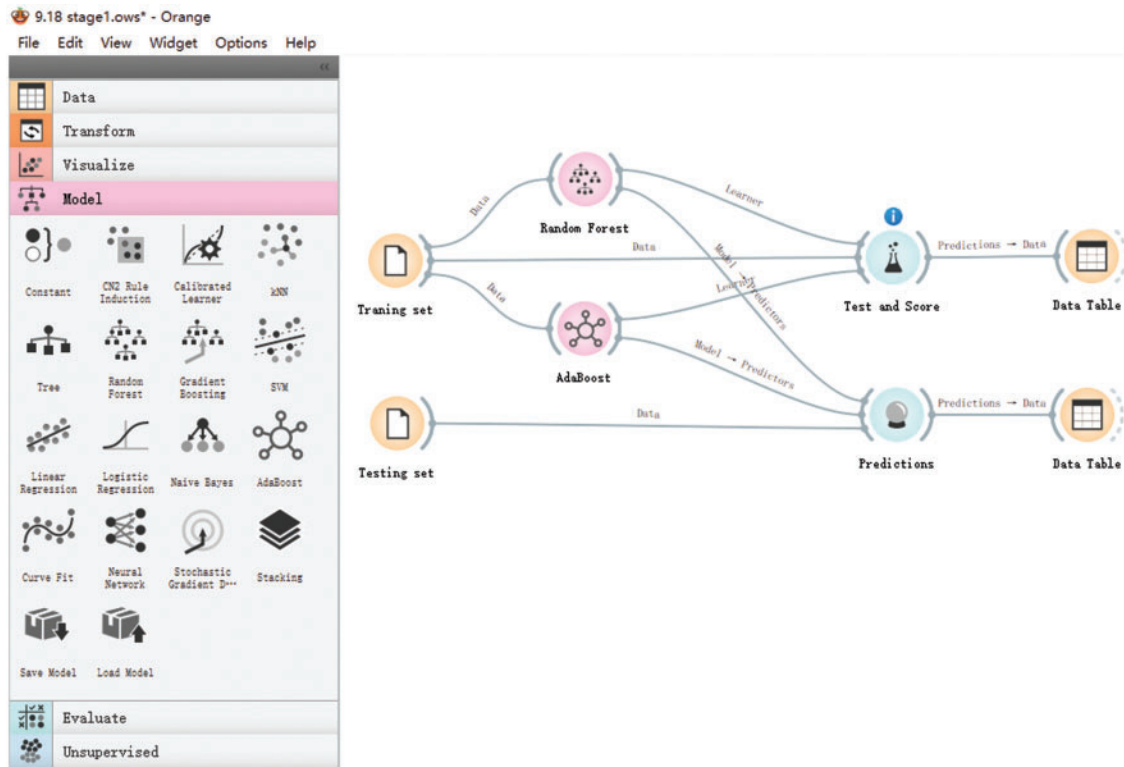 9.18 stage1.ows* - Orange
File Edit View Widget Options Help
Data
Transform
Visualize
Model
Constant
CN2 Rule
Induction
Calibrated
Learner
kNN
Tree
Random
Forest
Gradient
Boosting
SVM
Linear
Regression
Logistic
Regression
Naive Bayes
AdaBoost
Curve Fit
Neural
Network
Stochastic
Gradient D...
Stacking
Save Model
Load Model
Evaluate
Unsupervised
Traning set
Data
Data
Data
Random Forest
AdaBoost
Learner
Learner
Model → Predictors
Model → Predictors
Testing set
Data
Test and Score
Predictions → Data
Data Table
Predictions
Predictions → Data
Data Table